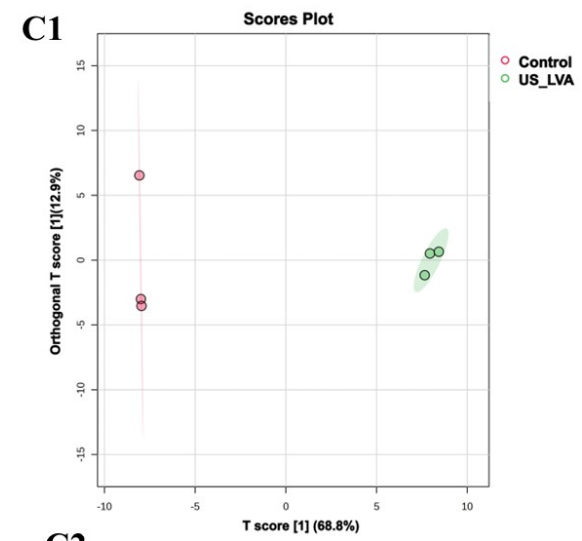 C1
Scores Plot
Control
US_LVA
Orthogonal T score [1](12.9%)
15
10
5
0
-5
-10
-15
-10 -5 0 5 10
T score [1] (68.8%)